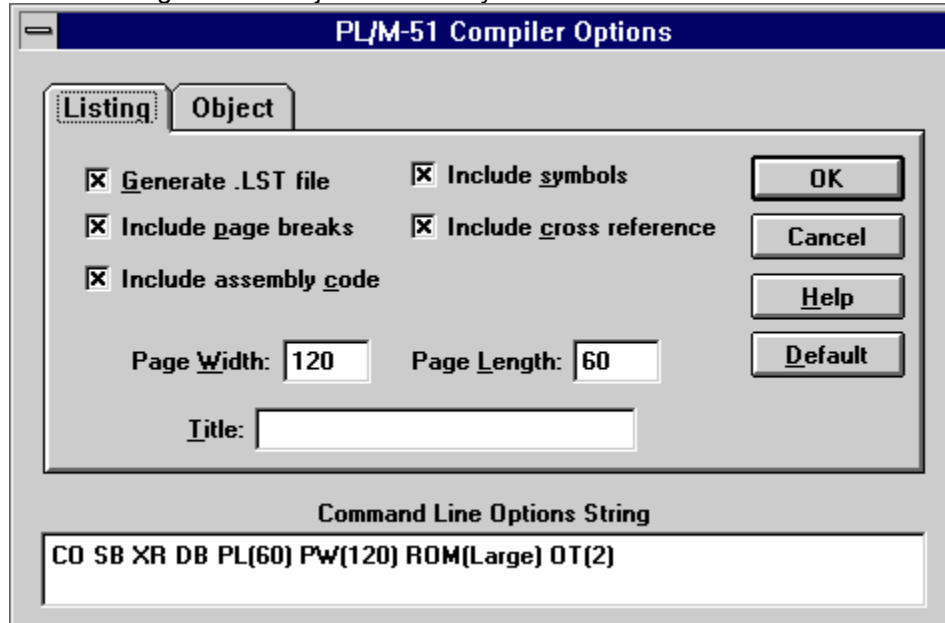 PL/M-51 Compiler Options
Listing Object
Generate .LST file Include symbols OK
Include page breaks Include cross reference Cancel
Include assembly code Help
Page Width: 120 Page Length: 60 Default
Title:
Command Line Options String
CO SB XR DB PL(60) PW(120) ROM(Large) OT(2)